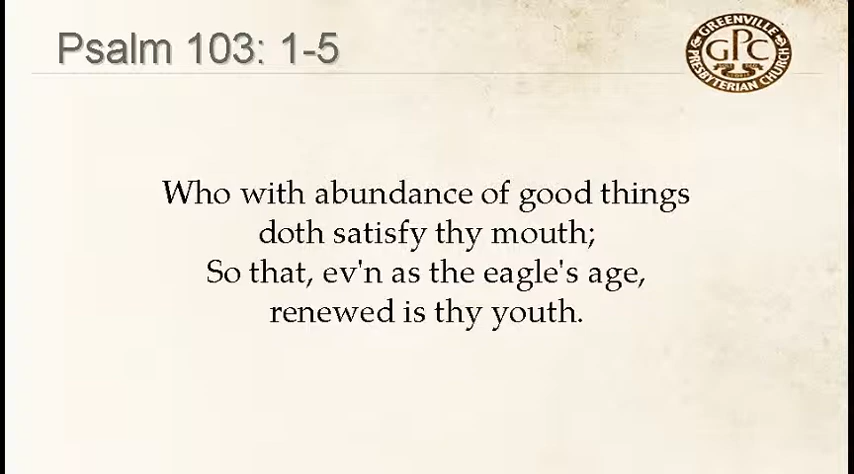 Psalm 103: 1-5
GREENVILLE
GPC
PRESBYTERIAN CHURCH
Who with abundance of good things
doth satisfy thy mouth;
So that, ev'n as the eagle's age,
renewed is thy youth.